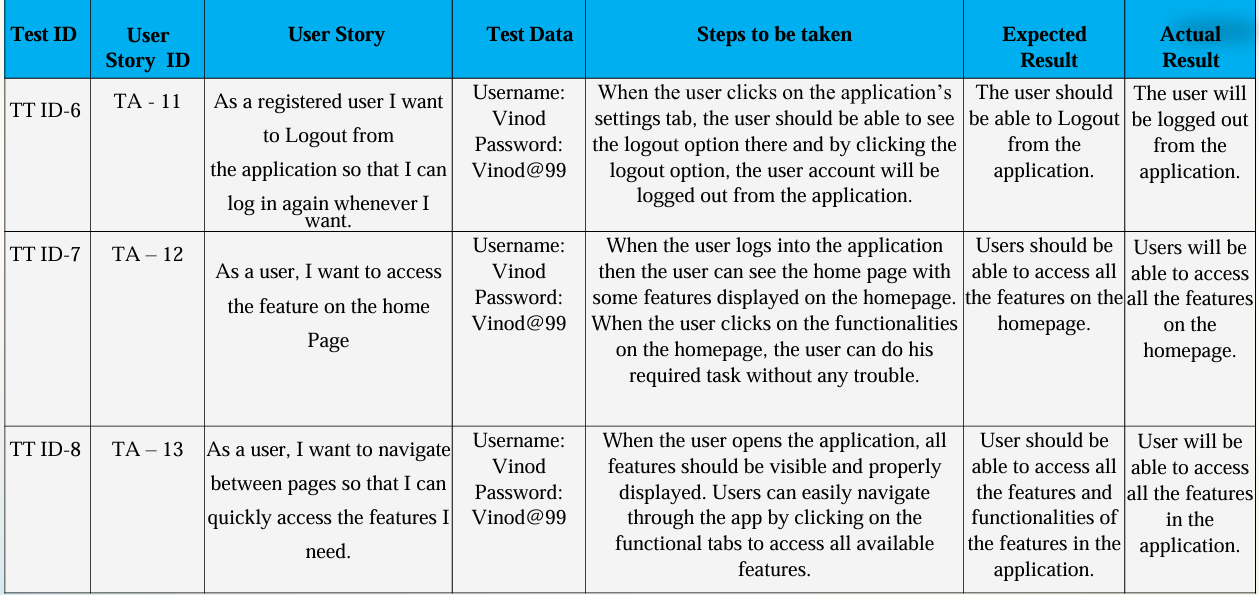 Test ID
User
Story ID
User Story
Test Data
Steps to be taken
Expected
Result
Actual
Result
TT ID-6
TA - 11
As a registered user I want
to Logout from
the application so that I can
log in again whenever I
want.
Username:
Vinod
Password:
Vinod@99
When the user clicks on the application's
settings tab, the user should be able to see
the logout option there and by clicking the
logout option, the user account will be
logged out from the application.
The user should
be able to Logout
from the
application.
The user will
be logged out
from the
application.
TT ID-7
TA – 12
As a user, I want to access
the feature on the home
Page
Username:
Vinod
Password:
Vinod@99
When the user logs into the application
then the user can see the home page with
some features displayed on the homepage.
When the user clicks on the functionalities
on the homepage, the user can do his
required task without any trouble.
Users should be
able to access all
the features on the
homepage.
Users will be
able to access
all the features
on the
homepage.
TT ID-8
TA – 13
As a user, I want to navigate
between pages so that I can
quickly access the features I
need.
Username:
Vinod
Password:
Vinod@99
When the user opens the application, all
features should be visible and properly
displayed. Users can easily navigate
through the app by clicking on the
functional tabs to access all available
features.
User should be
able to access all
the features and
functionalities of
the features in the
application.
User will be
able to access
all the features
in the
application.